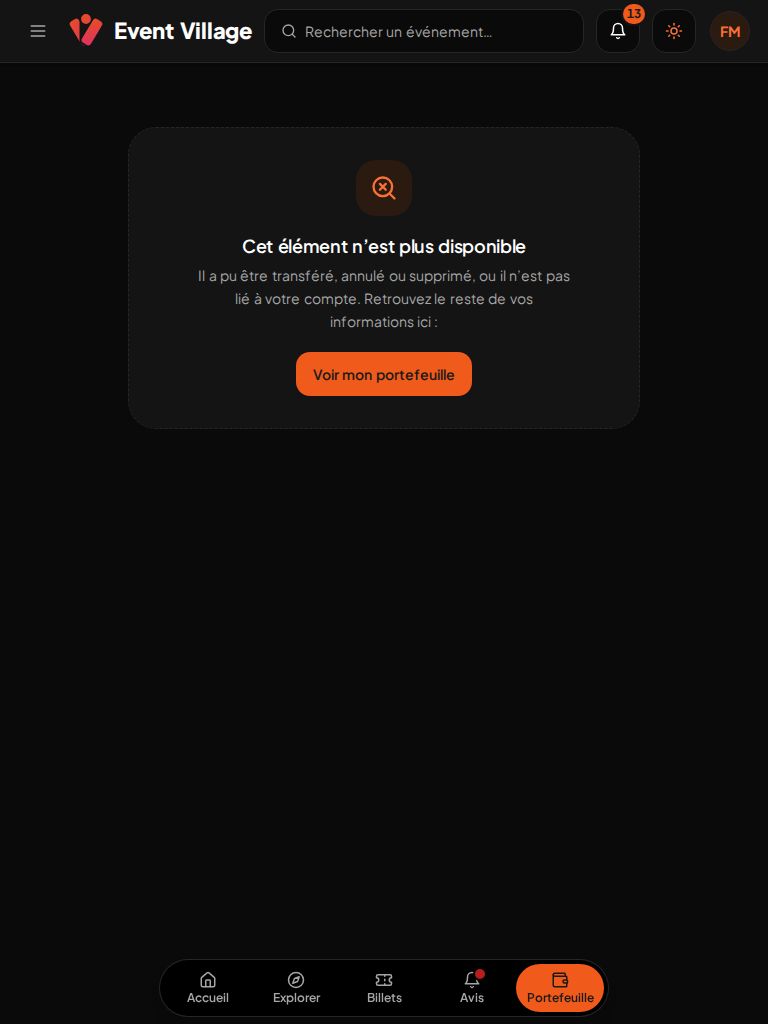 Event Village
Rechercher un événement…
13
FM
Cet élément n’est plus disponible
Il a pu être transféré, annulé ou supprimé, ou il n’est pas
lié à votre compte. Retrouvez le reste de vos
informations ici :
Voir mon portefeuille
Accueil
Explorer
Billets
Avis
Portefeuille